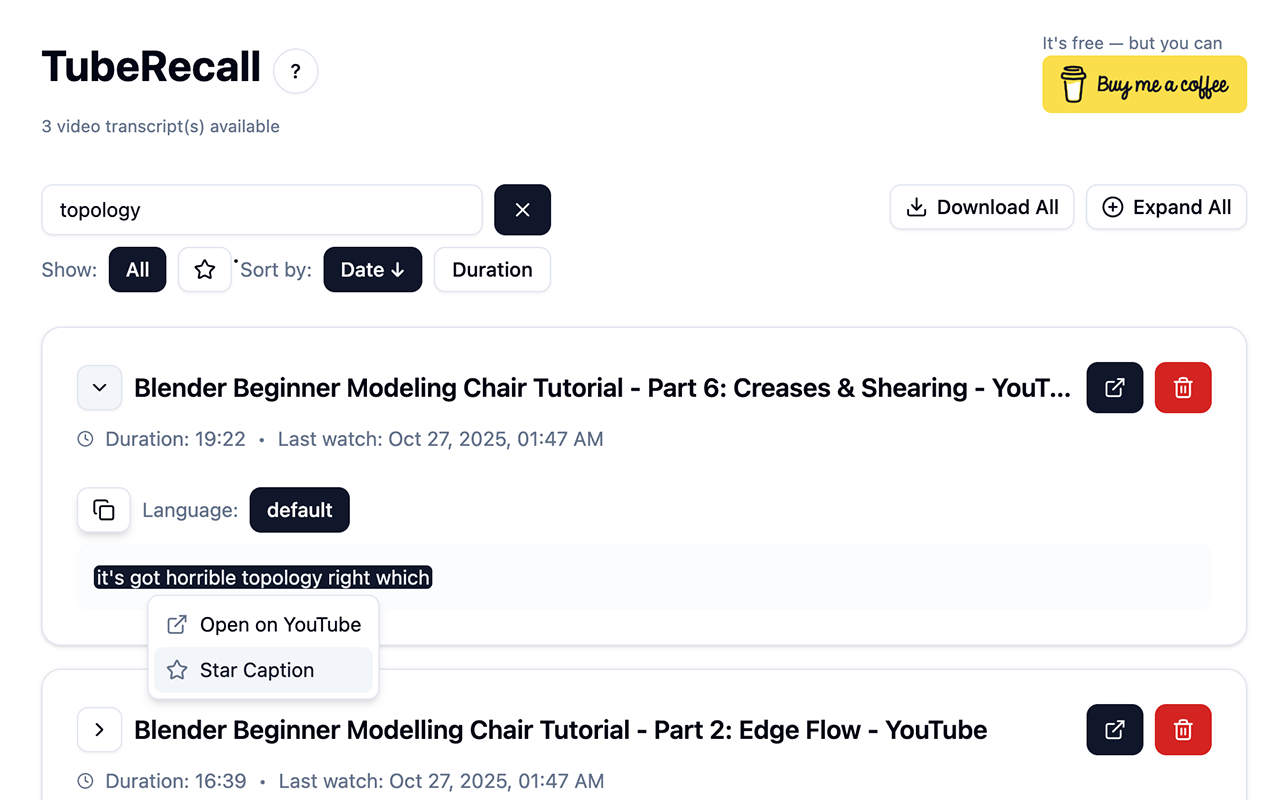 TubeRecall ?
It's free — but you can
Buy me a coffee
3 video transcript(s) available
topology
Download All
Expand All
Show: All
Sort by: Date ↓ Duration
Blender Beginner Modeling Chair Tutorial - Part 6: Creases & Shearing - YouT...
Duration: 19:22 • Last watch: Oct 27, 2025, 01:47 AM
Language: default
it's got horrible topology right which
Open on YouTube
Star Caption
Blender Beginner Modelling Chair Tutorial - Part 2: Edge Flow - YouTube
Duration: 16:39 • Last watch: Oct 27, 2025, 01:47 AM